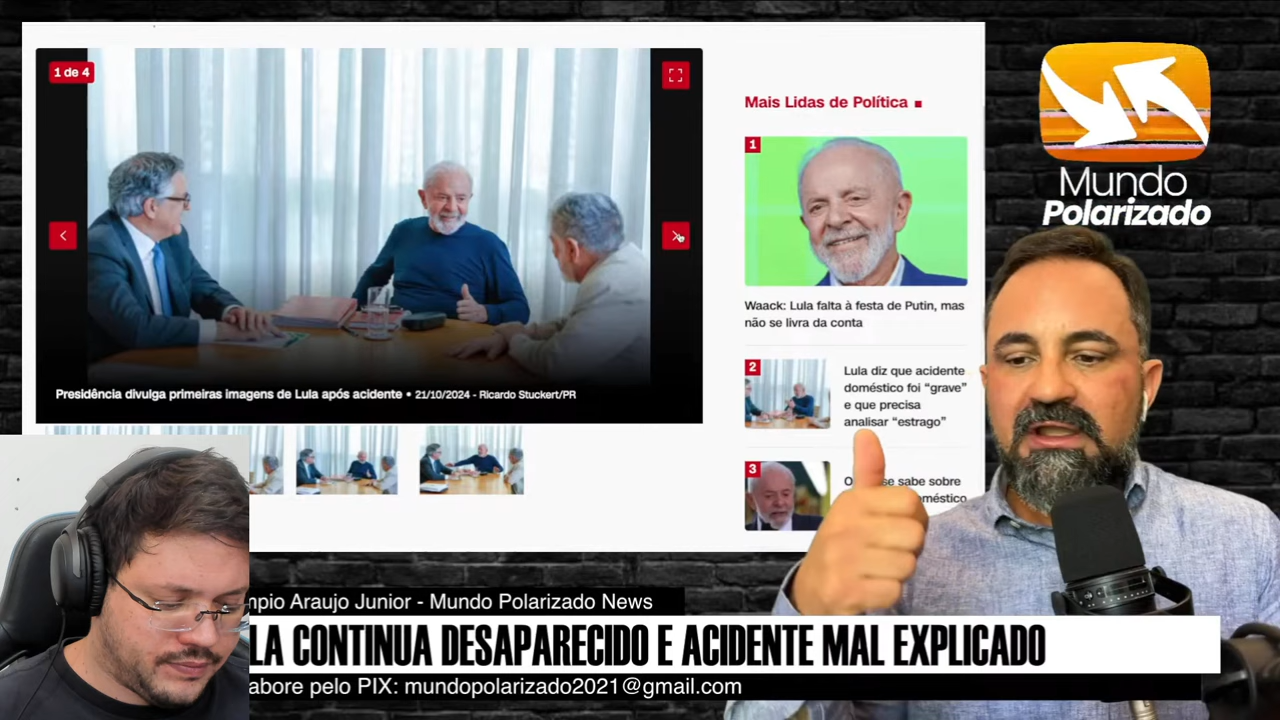 1 de 4
Presidência divulga primeiras imagens de Lula após acidente • 21/10/2024 - Ricardo Stuckert/PR
Mais Lidas de Política
1
Waack: Lula falta à festa de Putin, mas
não se livra da conta
2
Lula diz que acidente
doméstico foi “grave”
e que precisa
analisar “estrago”
3
se sabe sobre
Mundo
Polarizado
Araujo Junior - Mundo Polarizado News
LA CONTINUA DESAPARECIDO E ACIDENTE MAL EXPLICADO
abore pelo PIX: mundopolarizado2021@gmail.com